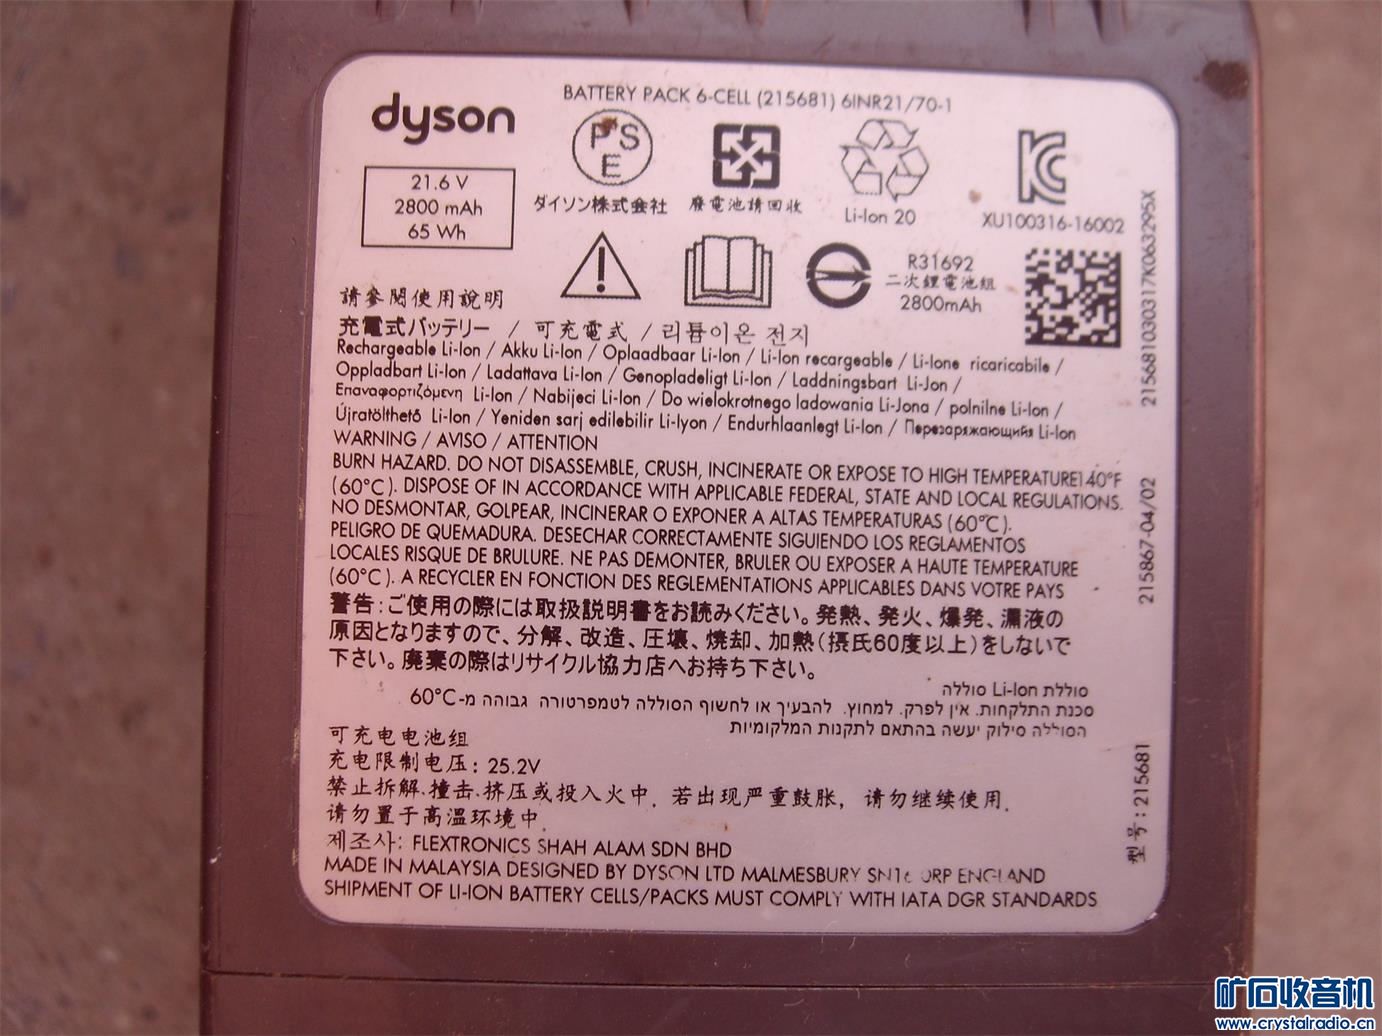 BATTERY PACK 6-CELL (215681) 6INR21/70-1
dyson
21.6 V
2800 mAh
65 Wh
PSE
ダイソン株式会社
廢電池請回收
Li-Ion 20
XU100316-16002
R31692
二次鋰電池組
2800mAh
請參閱使用說明
充電式バッテリー / 可充電式 / 리튬이온 전지
Rechargeable Li-Ion / Akku Li-Ion / Oplaadbaar Li-Ion / Li-Ion recargeable / Li-Ione ricaricabile /
Oppladbart Li-Ion / Ladattava Li-Ion / Genopladeligt Li-Ion / Laddningsbart Li-Jon /
Επαναφορτιζόμενη Li-Ion / Nabijeci Li-Ion / Do wielokrotnego ladowania Li-Jona / polnilne Li-Ion /
Újratölthető Li-Ion / Yeniden sarj edilebilir Li-Iyon / Endurhlaanlegt Li-Ion / Перезаряжающийя Li-Ion
WARNING / AVISO / ATTENTION
BURN HAZARD. DO NOT DISASSEMBLE, CRUSH, INCINERATE OR EXPOSE TO HIGH TEMPERATURE140°F
(60°C). DISPOSE OF IN ACCORDANCE WITH APPLICABLE FEDERAL, STATE AND LOCAL REGULATIONS.
NO DESMONTAR, GOLPEAR, INCINERAR O EXPONER A ALTAS TEMPERATURAS (60°C).
PELIGRO DE QUEMADURA. DESECHAR CORRECTAMENTE SIGUIENDO LOS REGLAMENTOS
LOCALES RISQUE DE BRULURE. NE PAS DEMONTER, BRULER OU EXPOSER A HAUTE TEMPERATURE
(60°C). A RECYCLER EN FONCTION DES REGLEMENTATIONS APPLICABLES DANS VOTRE PAYS
警告:ご使用の際には取扱説明書をお読みください。発熱、発火、爆発、漏液の
原因となりますので、分解、改造、圧壊、焼却、加熱(摂氏60度以上)をしないで
下さい。廃棄の際はリサイクル協力店へお持ち下さい。
סוללת Li-Ion סוללה
סכנת התלקחות. אין לפרק, למחוץ, להבעיך או לחשוף הסוללה לטמפרטורה גבוהה מ-60°C
הסוללה סילוק יעשה בהתאם לתקנות המלקומיות
可充电电池组
充电限制电压: 25.2V
禁止拆解.撞击.挤压或投入火中. 若出现严重鼓胀, 请勿继续使用.
请勿置于高温环境中.
제조사: FLEXTRONICS SHAH ALAM SDN BHD
MADE IN MALAYSIA DESIGNED BY DYSON LTD MALMESBURY ENGLAND
SHIPMENT OF LI-ION BATTERY CELLS/PACKS MUST COMPLY WITH IATA DGR STANDARDS
215681030317K063295X
215867-04/02
型号:215681
矿石收音机
www.crystalradio.cn